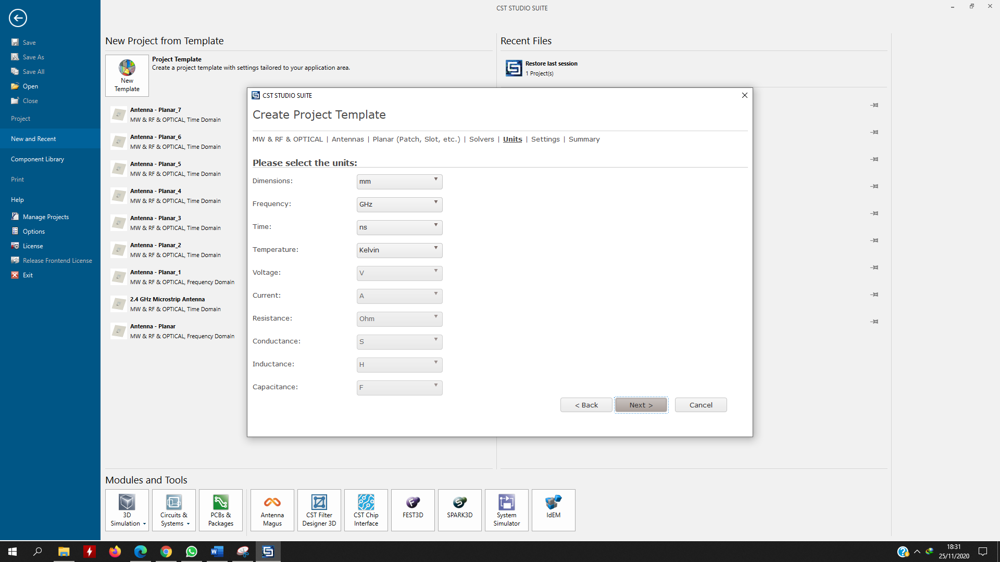 CST STUDIO SUITE
Save
Save As
Save All
Open
Close
Project
New and Recent
Component Library
Print
Help
Manage Projects
Options
License
Release Frontend License
Exit
New Project from Template
New
Template
Project Template
Create a project template with settings tailored to your application area.
Antenna - Planar_7
MW & RF & OPTICAL, Time Domain
Antenna - Planar_6
MW & RF & OPTICAL, Time Domain
Antenna - Planar_5
MW & RF & OPTICAL, Time Domain
Antenna - Planar_4
MW & RF & OPTICAL, Time Domain
Antenna - Planar_3
MW & RF & OPTICAL, Time Domain
Antenna - Planar_2
MW & RF & OPTICAL, Time Domain
Antenna - Planar_1
MW & RF & OPTICAL, Frequency Domain
2.4 GHz Microstrip Antenna
MW & RF & OPTICAL, Time Domain
Antenna - Planar
MW & RF & OPTICAL, Frequency Domain
Recent Files
Restore last session
1 Project(s)
CST STUDIO SUITE
Create Project Template
MW & RF & OPTICAL | Antennas | Planar (Patch, Slot, etc.) | Solvers | Units | Settings | Summary
Please select the units:
Dimensions: mm
Frequency: GHz
Time: ns
Temperature: Kelvin
Voltage: V
Current: A
Resistance: Ohm
Conductance: S
Inductance: H
Capacitance: F
< Back Next > Cancel
Modules and Tools
3D
Simulation
Circuits &
Systems
PCBs &
Packages
Antenna
Magus
CST Filter
Designer 3D
CST Chip
Interface
FEST3D
SPARK3D
System
Simulator
IdEM
18:31
25/11/2020